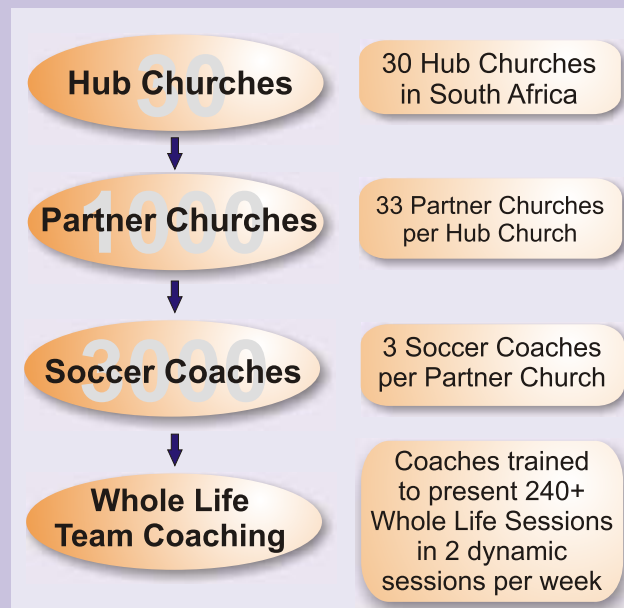 30
Hub Churches
30 Hub Churches
in South Africa
1000
Partner Churches
33 Partner Churches
per Hub Church
3000
Soccer Coaches
3 Soccer Coaches
per Partner Church
Whole Life
Team Coaching
Coaches trained
to present 240+
Whole Life Sessions
in 2 dynamic
sessions per week